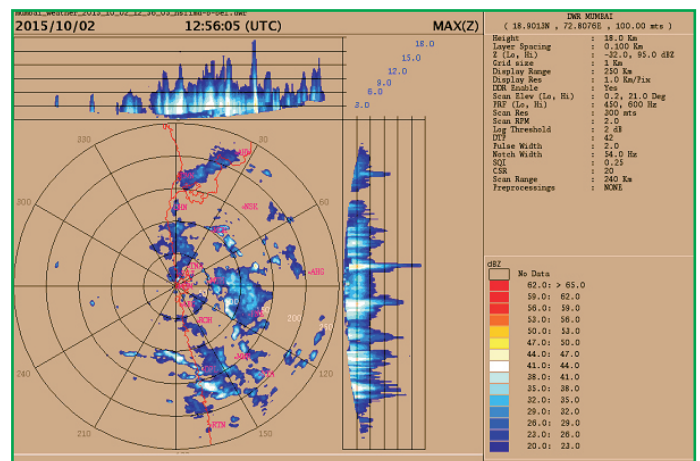 2015/10/02 12:56:05 (UTC) MAX(Z)
18.0
15.0
12.0
9.0
6.0
3.0
330
30
300
NSK
AHI
200
240
120
210
150
RTN
DWR MUMBAI
( 18.9013N , 72.8076E , 100.00 mts )
Height : 18.0 Km
Layer Spacing : 0.100 Km
Z (Lo, Hi) : -32.0, 95.0 dBZ
Grid size : 1 Km
Display Range : 250 Km
Display Res : 1.0 Km/Pix
DDR Enable : Yes
Scan Elev (Lo, Hi) : 0.2, 21.0 Deg
PRF (Lo, Hi) : 450, 600 Hz
Scan Res : 300 mts
Scan RPM : 2.0
Log Threshold : 2 dB
: 42
Pulse Width : 2.0
Notch Width : 54.0 Hz
SQI : 0.25
CSR : 20
Scan Range : 240 Km
Preprocessings : NONE
dBZ
No Data
62.0: > 65.0
59.0: 62.0
56.0: 59.0
53.0: 56.0
50.0: 53.0
47.0: 50.0
44.0: 47.0
41.0: 44.0
38.0: 41.0
35.0: 38.0
32.0: 35.0
29.0: 32.0
26.0: 29.0
23.0: 26.0
20.0: 23.0